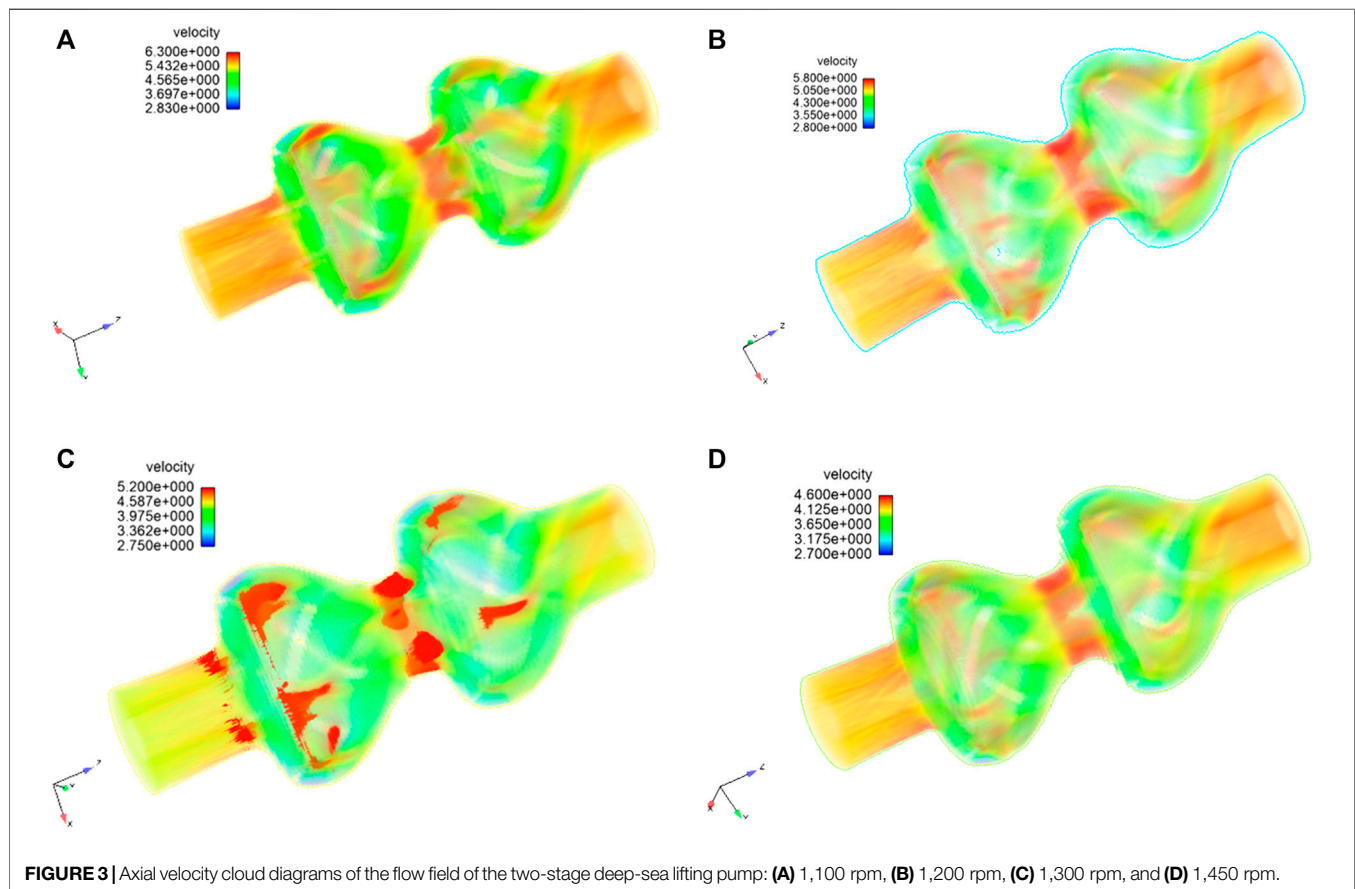 A
velocity
6.300e+000
5.432e+000
4.565e+000
3.697e+000
2.830e+000
X
Z
Y
B
velocity
5.800e+000
5.050e+000
4.300e+000
3.550e+000
2.800e+000
Y
Z
X
C
velocity
5.200e+000
4.587e+000
3.975e+000
3.362e+000
2.750e+000
Z
Y
X
D
velocity
4.600e+000
4.125e+000
3.650e+000
3.175e+000
2.700e+000
Z
X
Y
FIGURE 3 | Axial velocity cloud diagrams of the flow field of the two-stage deep-sea lifting pump: (A) 1,100 rpm, (B) 1,200 rpm, (C) 1,300 rpm, and (D) 1,450 rpm.